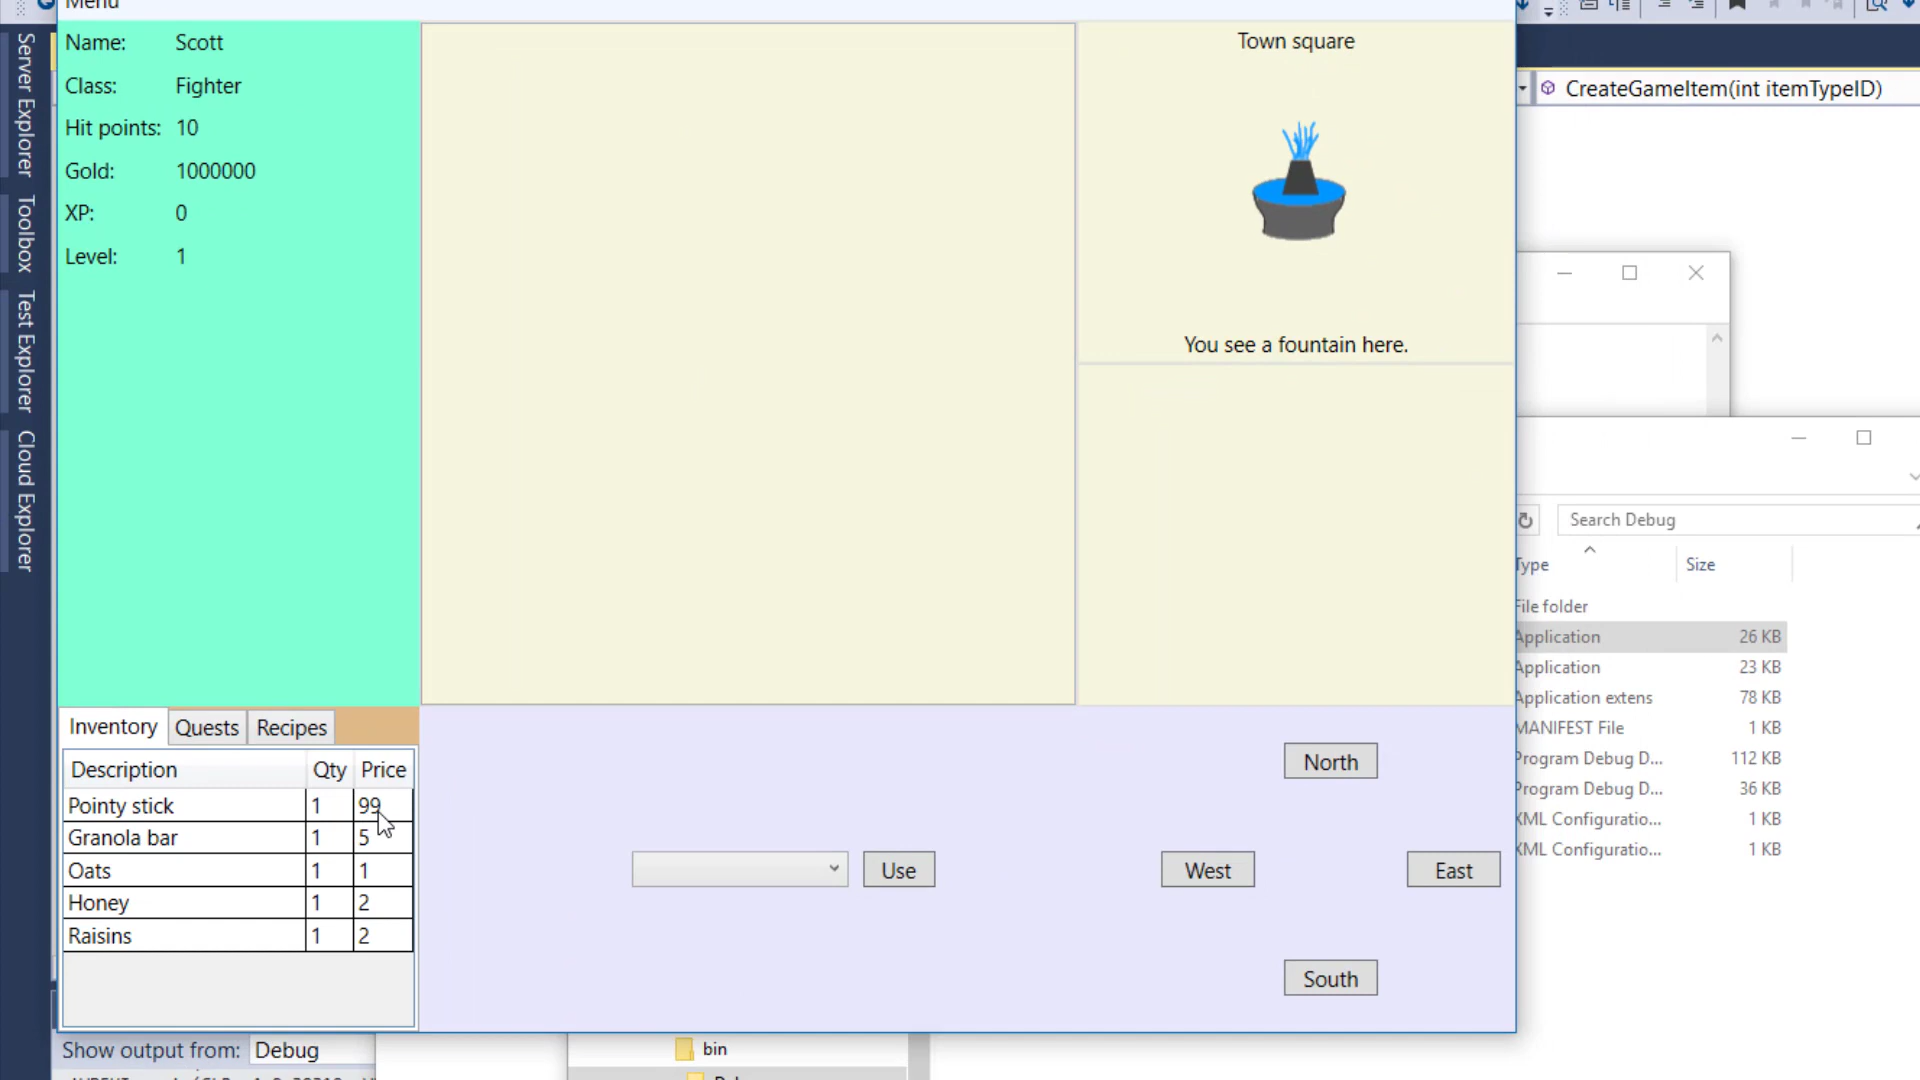 Menu
Server Explorer
Toolbox
Test Explorer
Cloud Explorer
Name: Scott
Class: Fighter
Hit points: 10
Gold: 1000000
XP: 0
Level: 1
Town square
You see a fountain here.
CreateGameItem(int itemTypeID)
Search Debug
Type Size
File folder
Application 26 KB
Application 23 KB
Application extens 78 KB
MANIFEST File 1 KB
Program Debug D... 112 KB
Program Debug D... 36 KB
XML Configuratio... 1 KB
XML Configuratio... 1 KB
Inventory Quests Recipes
Description Qty Price
Pointy stick 1 99
Granola bar 1 5
Oats 1 1
Honey 1 2
Raisins 1 2
Use
North
West
East
South
Show output from: Debug
bin